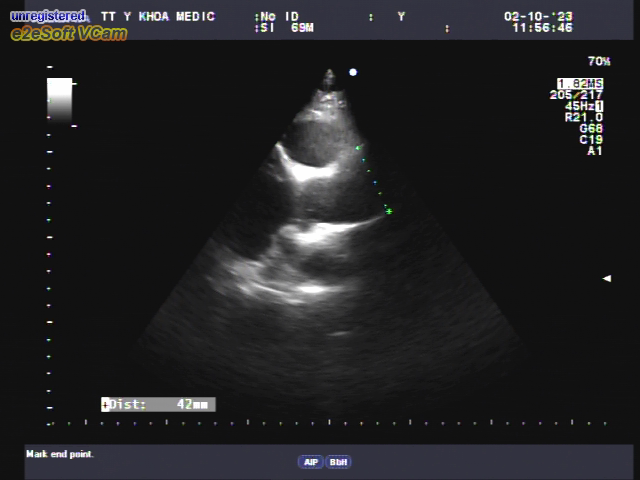 unregistered.
e2eSoft VCam
TT Y KHOA MEDIC :No ID : Y 02-10-'23
:SI 69M : 11:56:46
70%
1.82MS
205/217
45Hz1
R21.0
G68
C19
A1
+Dist: 42mm
Mark end point.
AIP BbH